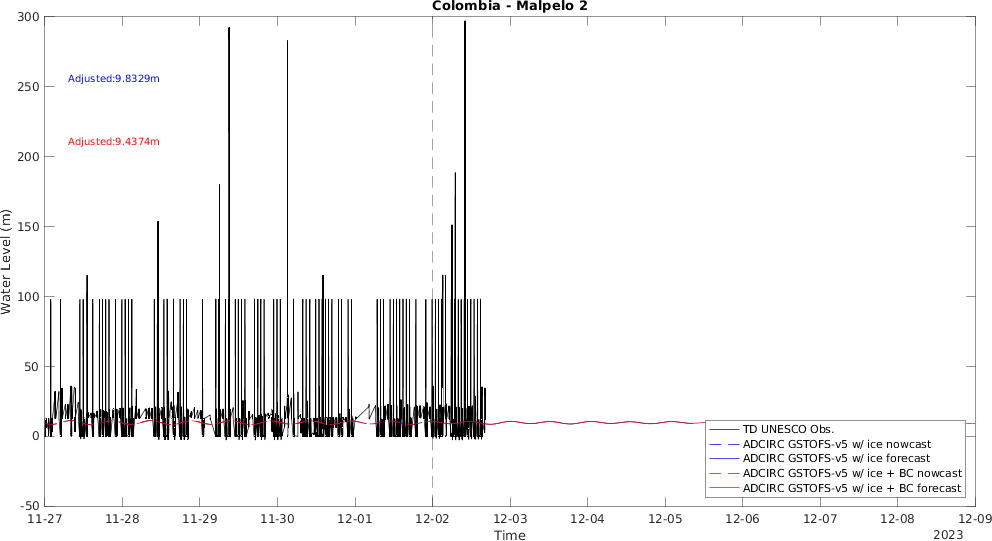 Colombia - Malpelo 2
300
250
200
150
100
50
0
-50
Water Level (m)
Adjusted:9.8329m
Adjusted:9.4374m
TD UNESCO Obs.
ADCIRC GSTOFS-v5 w/ ice nowcast
ADCIRC GSTOFS-v5 w/ ice forecast
ADCIRC GSTOFS-v5 w/ ice + BC nowcast
ADCIRC GSTOFS-v5 w/ ice + BC forecast
11-27 11-28 11-29 11-30 12-01 12-02 12-03 12-04 12-05 12-06 12-07 12-08 12-09
Time
2023